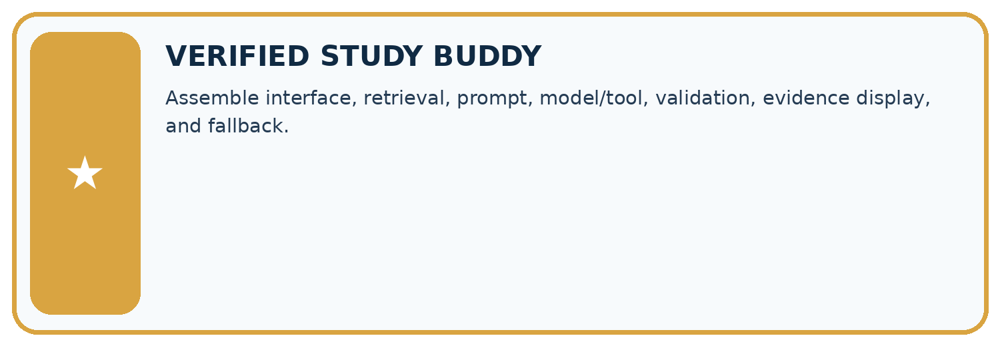 VERIFIED STUDY BUDDY
Assemble interface, retrieval, prompt, model/tool, validation, evidence display,
and fallback.